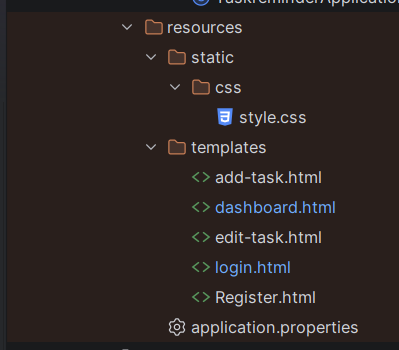 resources
static
css
style.css
templates
add-task.html
dashboard.html
edit-task.html
login.html
Register.html
application.properties